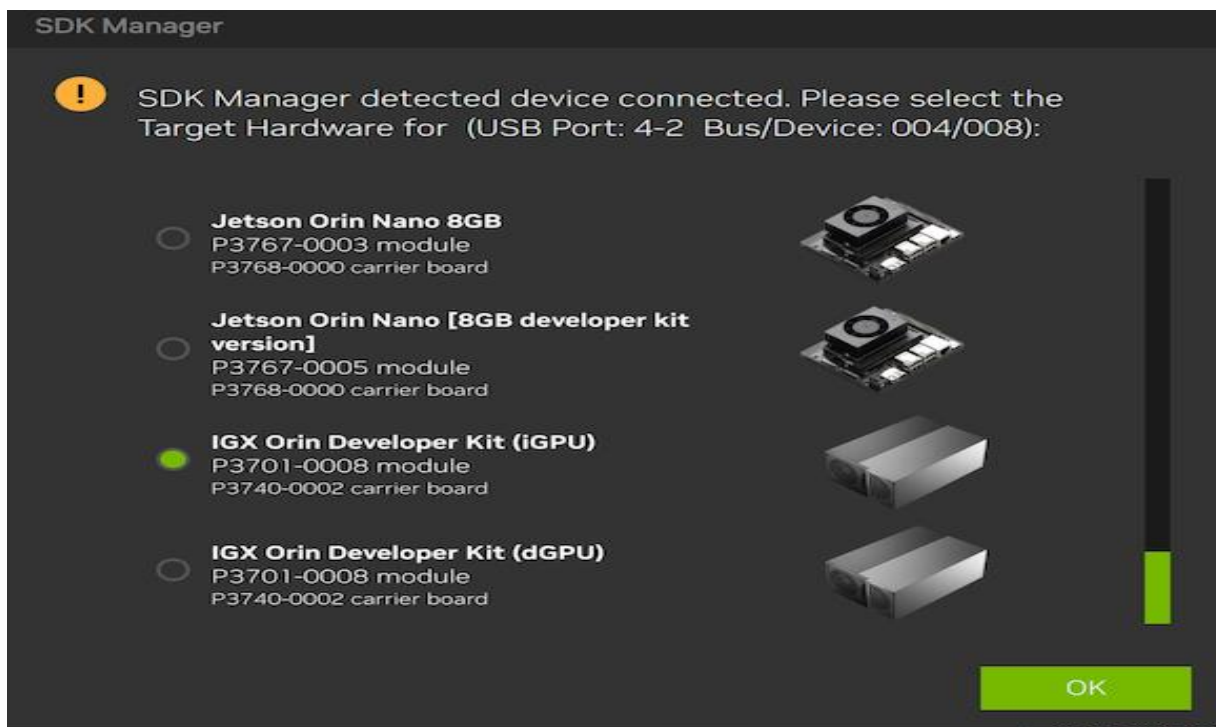 SDK Manager
!
SDK Manager detected device connected. Please select the
Target Hardware for (USB Port: 4-2 Bus/Device: 004/008):
Jetson Orin Nano 8GB
P3767-0003 module
P3768-0000 carrier board
Jetson Orin Nano [8GB developer kit
version]
P3767-0005 module
P3768-0000 carrier board
IGX Orin Developer Kit (iGPU)
P3701-0008 module
P3740-0002 carrier board
IGX Orin Developer Kit (dGPU)
P3701-0008 module
P3740-0002 carrier board
OK